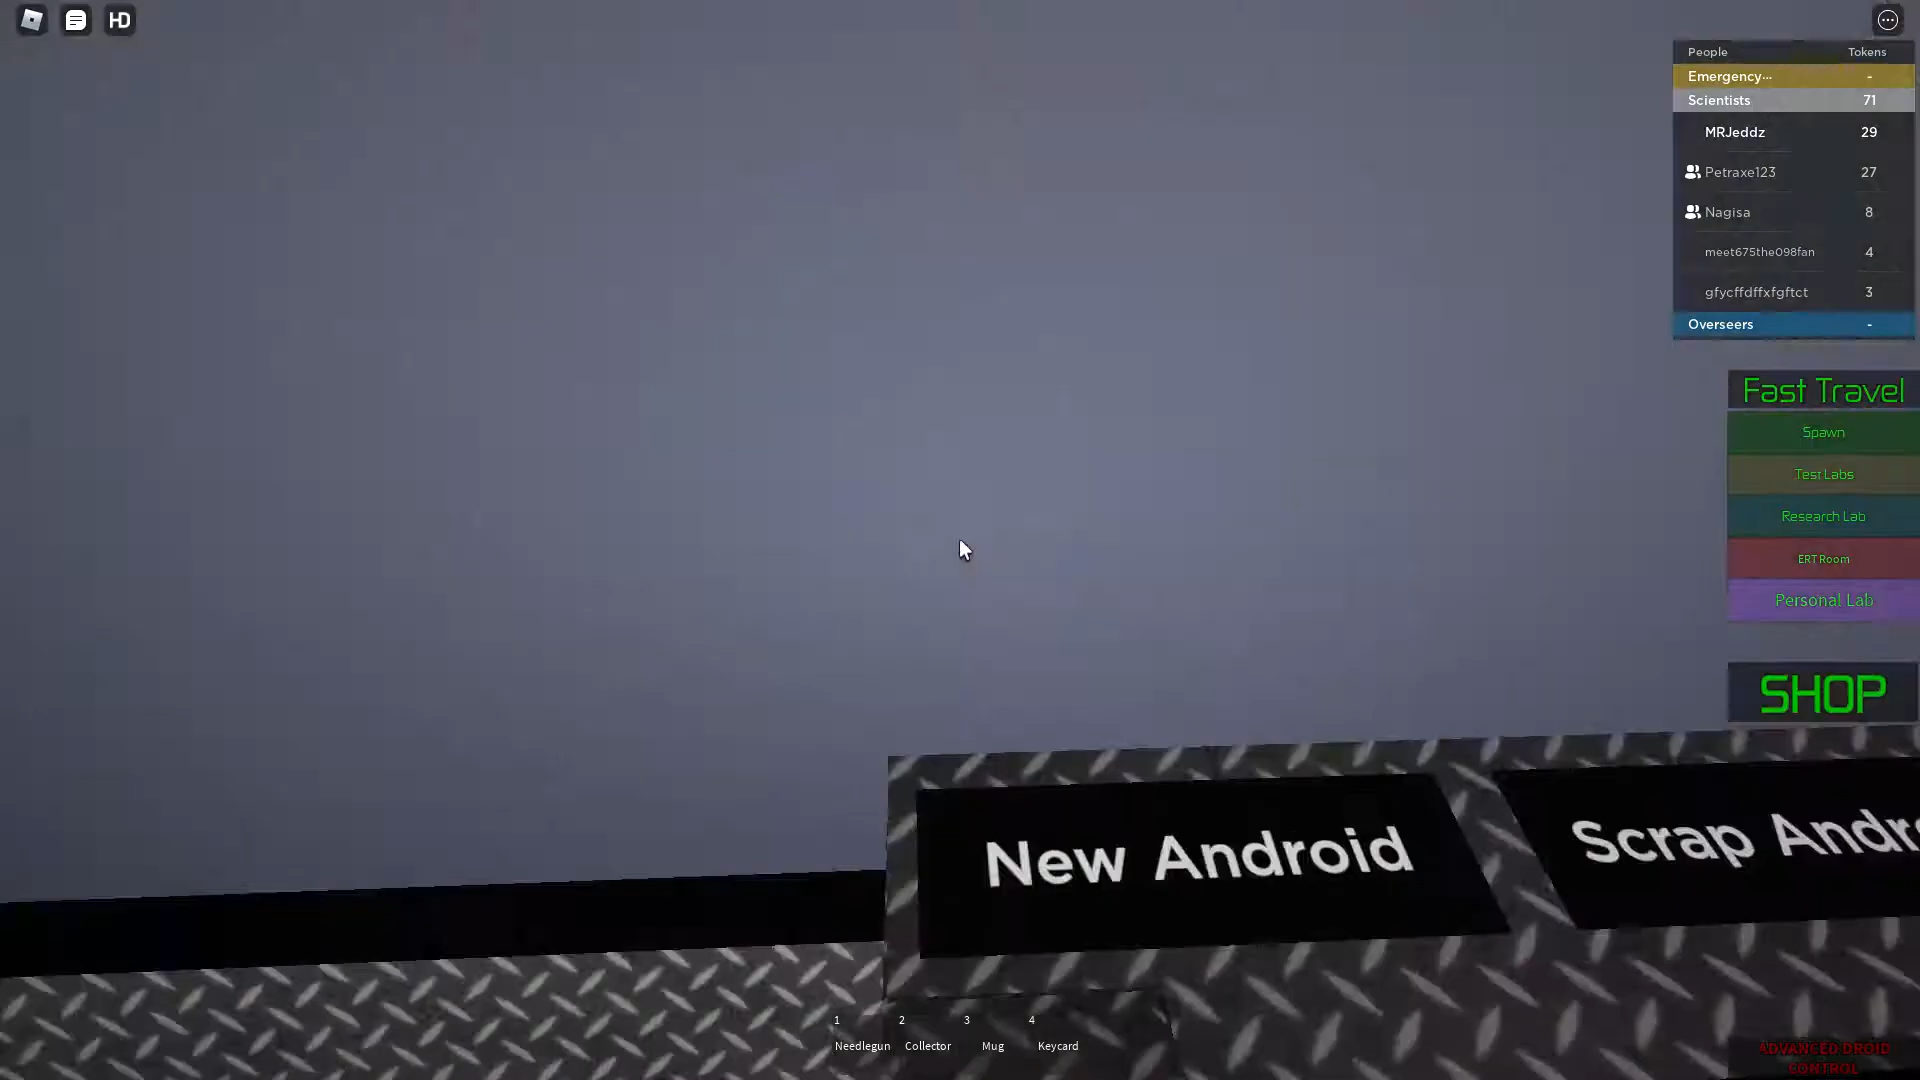 HD
People Tokens
Emergency... -
Scientists 71
MRJeddz 29
Petraxe123 27
Nagisa 8
meet675the098fan 4
gfycffdffxfgftct 3
Overseers -
Fast Travel
Spawn
Test Labs
Research Lab
ERT Room
Personal Lab
SHOP
New Android
Scrap Andr
1 2 3 4
Needlegun Collector Mug Keycard
ADVANCED DROID
CONTROL